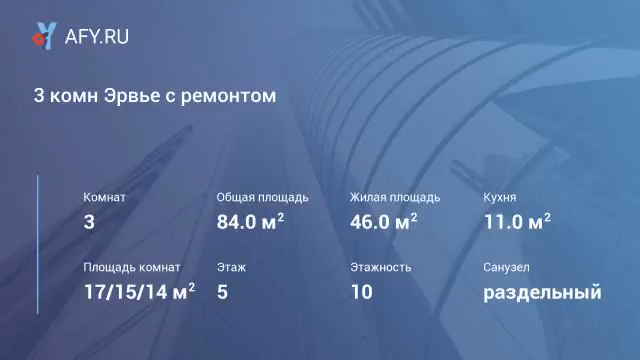 AFY.RU
3 комн Эрвье с ремонтом
Комнат Общая площадь Жилая площадь Кухня
3 84.0 м² 46.0 м² 11.0 м²
Площадь комнат Этаж Этажность Санузел
17/15/14 м² 5 10 раздельный